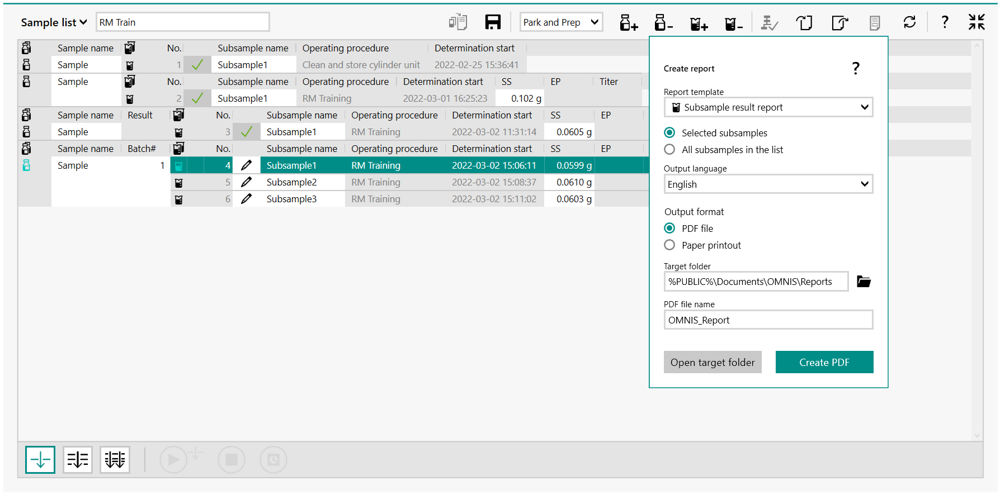 Sample list RM Train Park and Prep ?
Sample name No. Subsample name Operating procedure Determination start
Sample 1 Subsample1 Clean and store cylinder unit 2022-02-25 15:36:41
Sample No. Subsample name Operating procedure Determination start SS EP Titer
2 Subsample1 RM Training 2022-03-01 16:25:23 0.102 g
Sample name Result No. Subsample name Operating procedure Determination start SS EP
Sample 3 Subsample1 RM Training 2022-03-02 11:31:14 0.0605 g
Sample name Batch# No. Subsample name Operating procedure Determination start SS EP
Sample 1 4 Subsample1 RM Training 2022-03-02 15:06:11 0.0599 g
5 Subsample2 RM Training 2022-03-02 15:08:37 0.0610 g
6 Subsample3 RM Training 2022-03-02 15:11:02 0.0603 g
Create report ?
Report template
Subsample result report
Selected subsamples
All subsamples in the list
Output language
English
Output format
PDF file
Paper printout
Target folder
%PUBLIC%\Documents\OMNIS\Reports
PDF file name
OMNIS_Report
Open target folder Create PDF